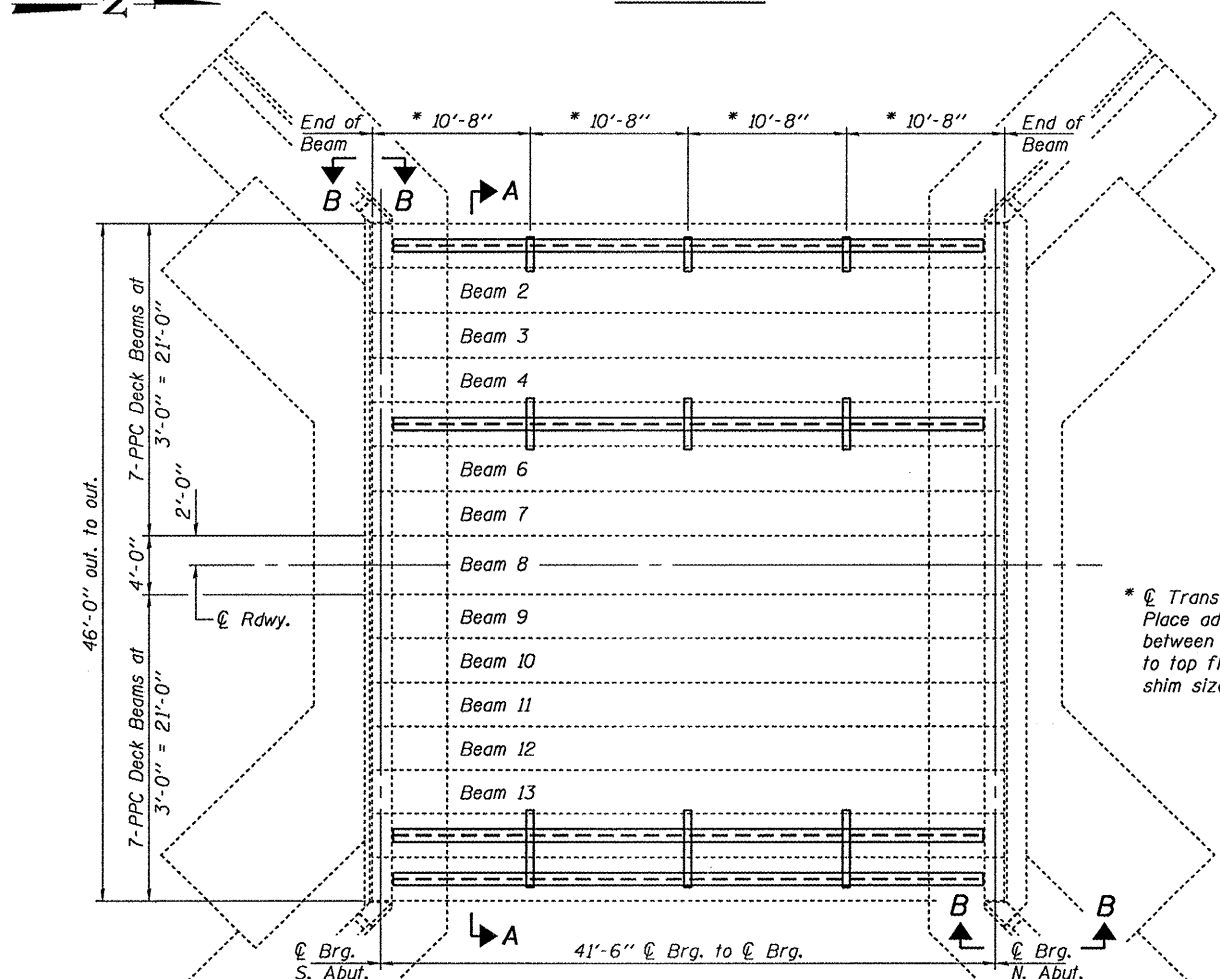 N
End of
Beam
* 10'-8"
* 10'-8"
* 10'-8"
* 10'-8"
End of
Beam
B
B
A
7-PPC Deck Beams at
3'-0" = 21'-0"
Beam 2
Beam 3
Beam 4
Beam 6
2'-0"
Beam 7
46'-0" out. to out.
4'-0"
Beam 8
℄ Rdwy.
Beam 9
* ℄ Trans
Place ad
between
to top fl
shim size
Beam 10
7-PPC Deck Beams at
3'-0" = 21'-0"
Beam 11
Beam 12
Beam 13
A
B
B
℄ Brg.
S. Abut.
41'-6" ℄ Brg. to ℄ Brg.
℄ Brg.
N. Abut.